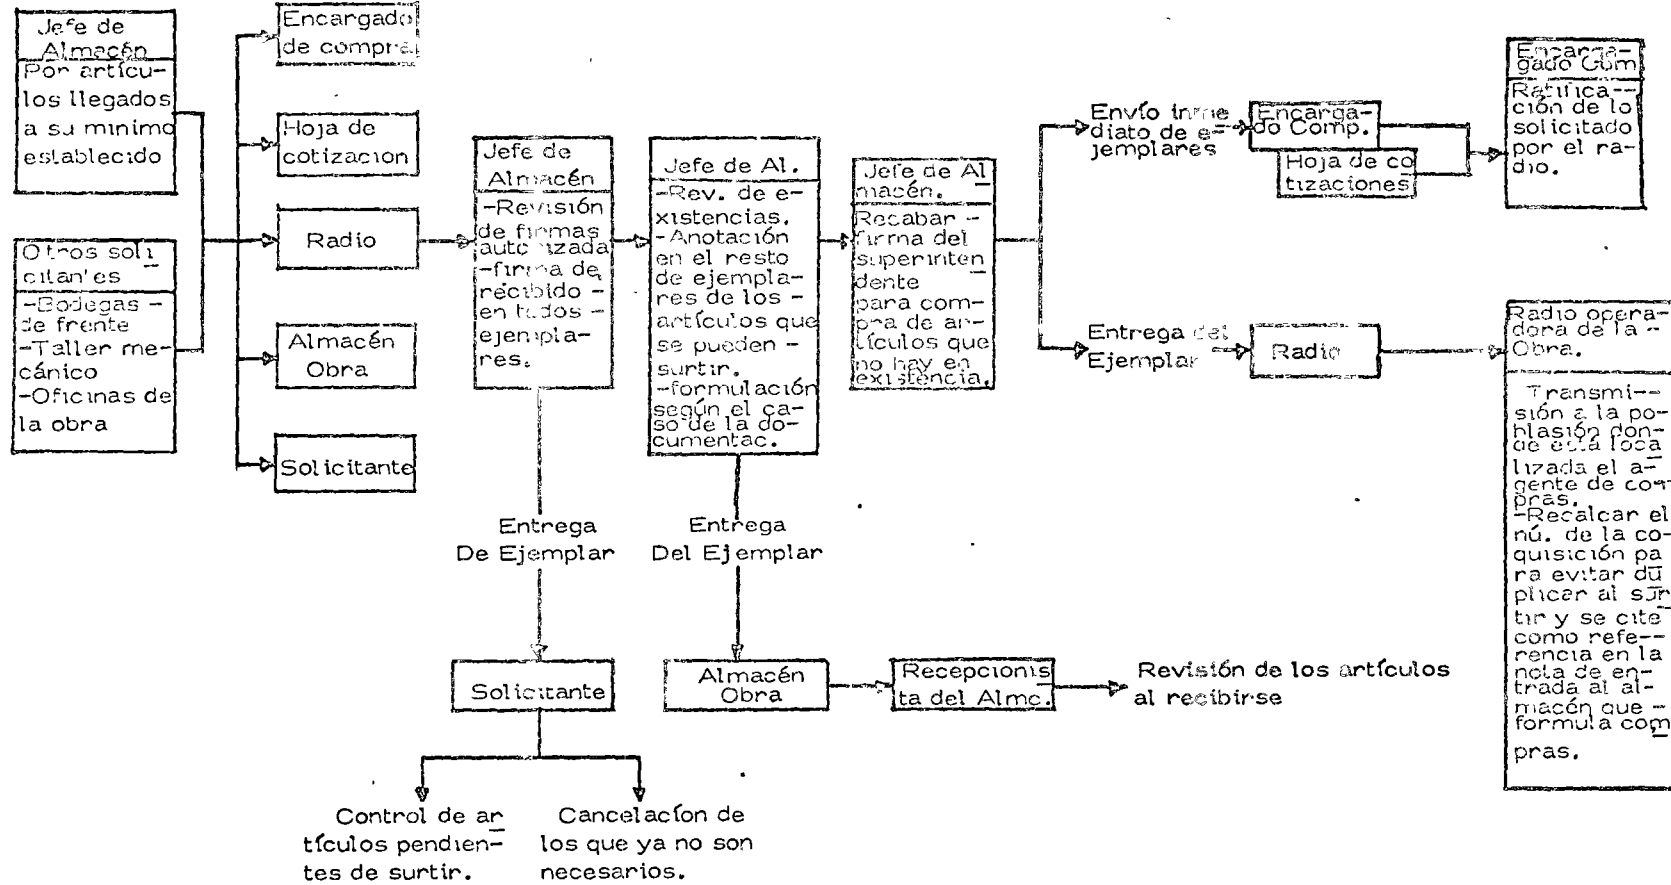 Jefe de
Almacén
Por artícu-
los llegados
a su minimo
establecido
Otros soli
citantes
-Bodegas -
de frente
-Taller me-
cánico
-Oficinas de
la obra
Encargado
de compra
Hoja de
cotizacion
Radio
Almacén
Obra
Solicitante
Jefe de
Almacén
-Revisión
de firmas
autorizada
-firma de
recibido -
en todos -
ejempla-
res.
Entrega
De Ejemplar
Solicitante
Control de ar
tículos pendien-
tes de surtir.
Cancelacíon de
los que ya no son
necesarios.
Jefe de Al.
-Rev. de e-
xistencias.
-Anotación
en el resto
de ejempla-
res de los -
artículos que
se pueden -
surtir.
-formulación
según el ca-
so de la do-
cumentac.
Entrega
Del Ejemplar
Almacén
Obra
Recepcionis
ta del Almc.
Revisión de los artículos
al recibirse
Jefe de Al
macén.
Recabar -
firma del
superinten
dente
para com-
pra de ar-
tículos que
no hay en
existencia.
Envío inme
diato de e-
jemplares
Encarga-
do Comp.
Hoja de co
tizaciones
Encarga-
gado Com
Ratifica--
ción de lo
solicitado
por el ra-
dio.
Entrega del
Ejemplar
Radio
Radio opera-
dora de la -
Obra.
Transmi--
sión a la po-
blasión don-
de está loca
lizada el a-
gente de com
pras.
-Recalcar el
nú. de la co-
quisición pa
ra evitar du
plicar al sur
tir y se cite
como refe--
rencia en la
nota de en-
trada al al-
macén que -
formula com
pras.